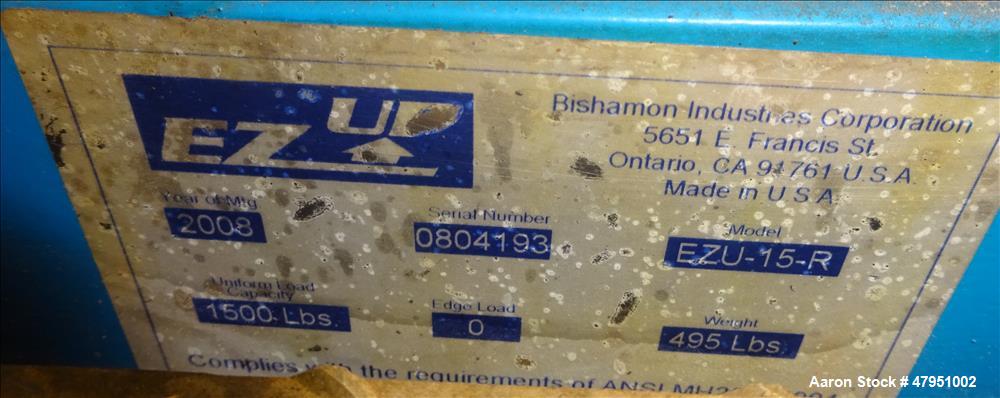 EZ UP
Bishamon Industries Corporation
5651 E. Francis St.
Ontario, CA 91761 U.S.A.
Made in U.S.A.
Year of Mfg
2008
Serial Number
0804193
Model
EZU-15-R
Uniform Load
Capacity
1500 Lbs.
Edge Load
0
Weight
495 Lbs.
Complies with the requirements of ANSI
Aaron Stock # 47951002